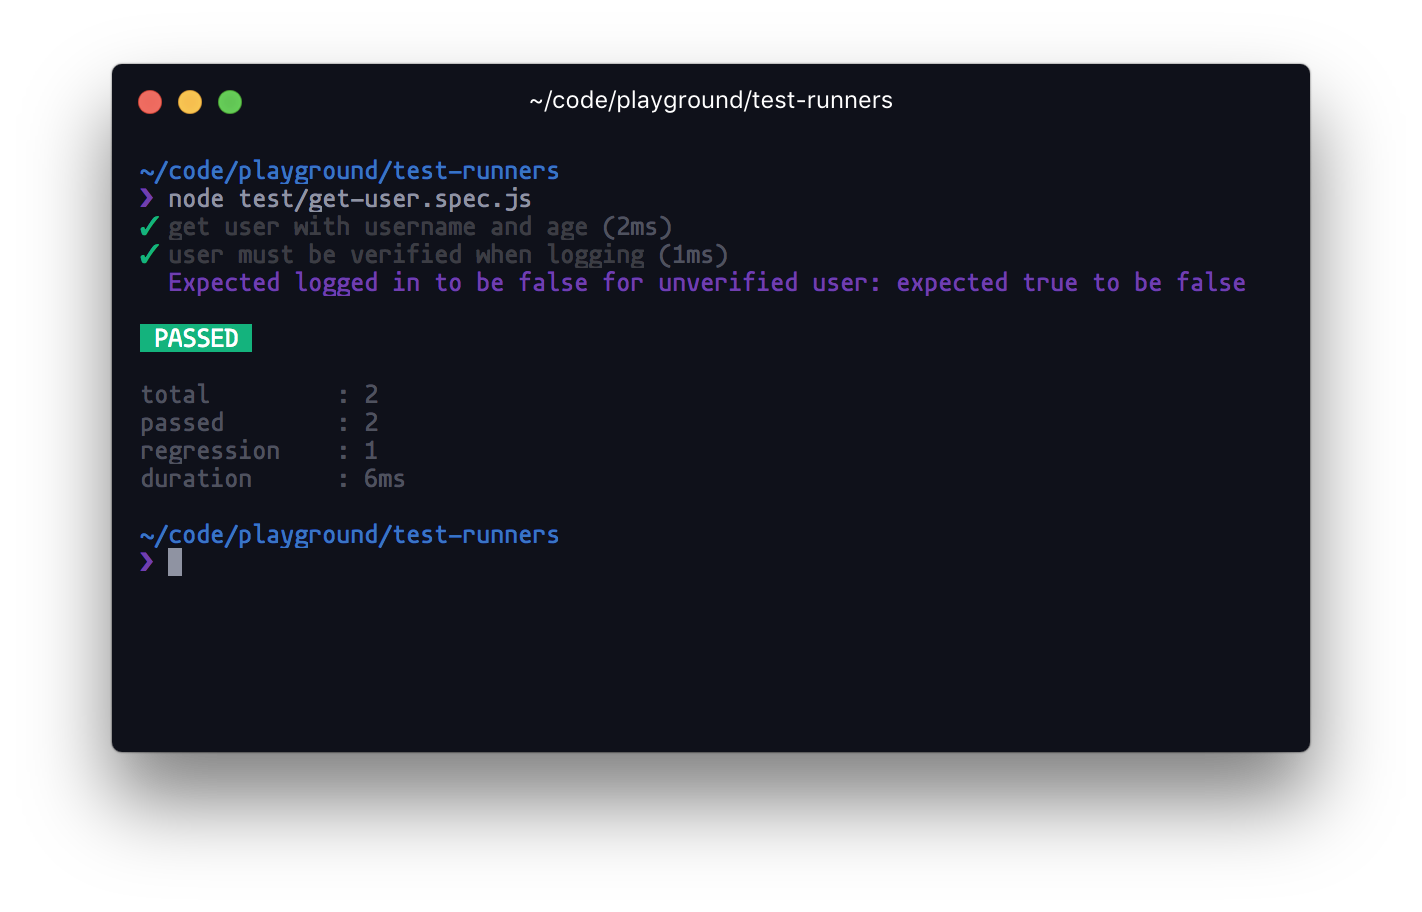 ~/code/playground/test-runners
~/code/playground/test-runners
❯ node test/get-user.spec.js
✓ get user with username and age (2ms)
✓ user must be verified when logging (1ms)
Expected logged in to be false for unverified user: expected true to be false
PASSED
total : 2
passed : 2
regression : 1
duration : 6ms
~/code/playground/test-runners
❯